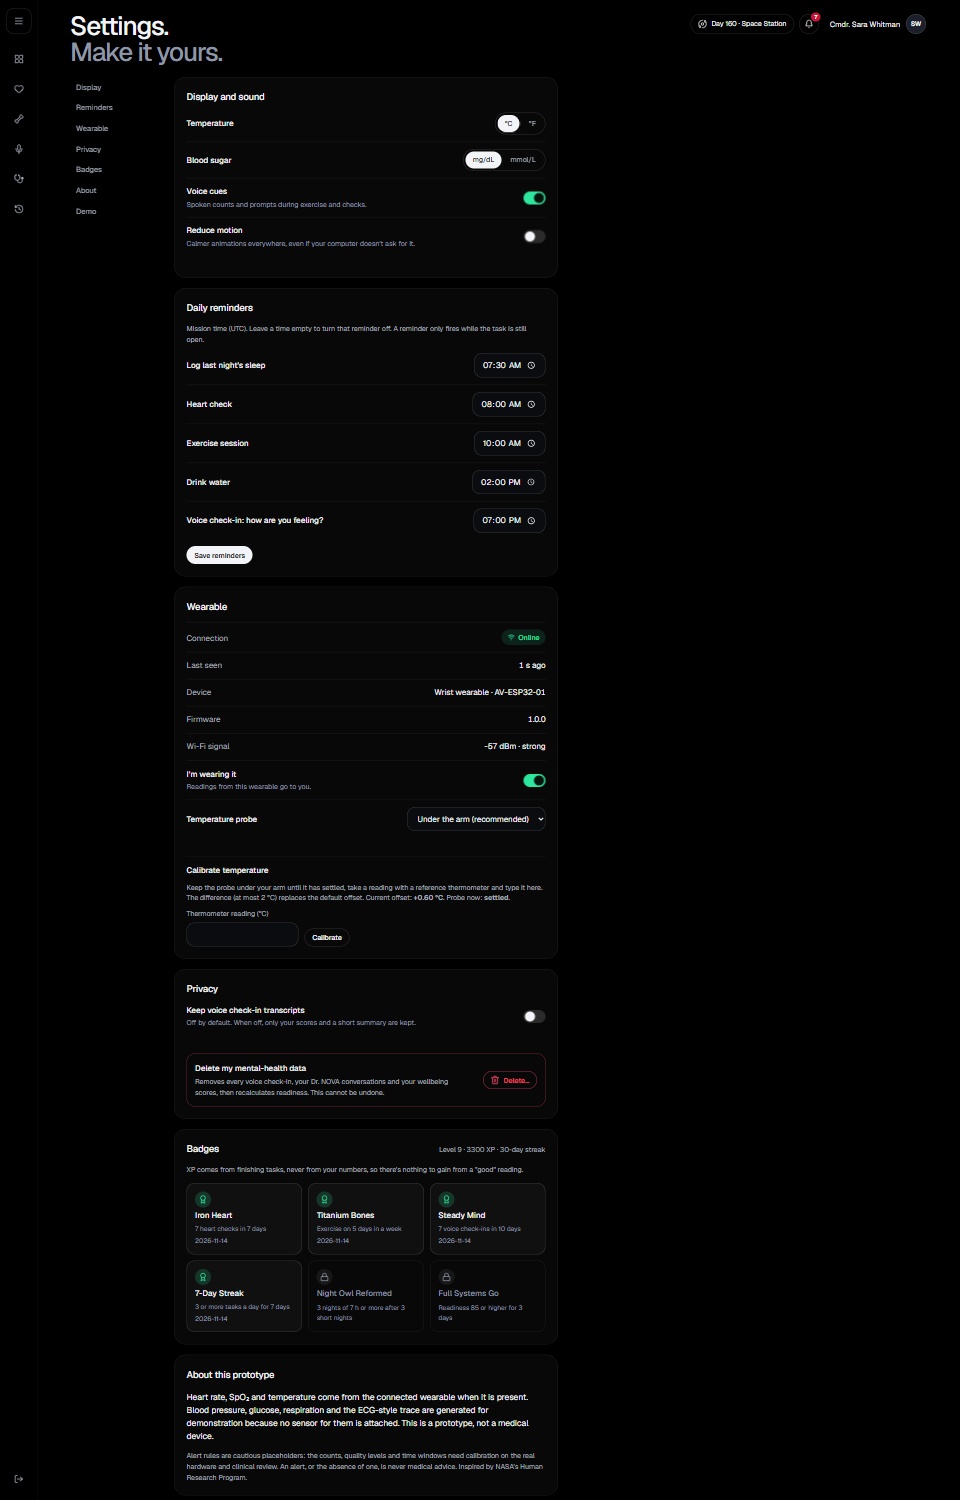 Settings.
Make it yours.
Day 160 · Space Station
7
Cmdr. Sara Whitman
SW
Display
Reminders
Wearable
Privacy
Badges
About
Demo
Display and sound
Temperature
°C
°F
Blood sugar
mg/dL
mmol/L
Voice cues
Spoken counts and prompts during exercise and checks.
Reduce motion
Calmer animations everywhere, even if your computer doesn't ask for it.
Daily reminders
Mission time (UTC). Leave a time empty to turn that reminder off. A reminder only fires while the task is still
open.
Log last night's sleep
07:30 AM
Heart check
08:00 AM
Exercise session
10:00 AM
Drink water
02:00 PM
Voice check-in: how are you feeling?
07:00 PM
Save reminders
Wearable
Connection
Online
Last seen
1 s ago
Device
Wrist wearable · AV-ESP32-01
Firmware
1.0.0
Wi-Fi signal
-57 dBm · strong
I'm wearing it
Readings from this wearable go to you.
Temperature probe
Under the arm (recommended)
Calibrate temperature
Keep the probe under your arm until it has settled, take a reading with a reference thermometer and type it here.
The difference (at most 2 °C) replaces the default offset. Current offset: +0.60 °C. Probe now: settled.
Thermometer reading (°C)
Calibrate
Privacy
Keep voice check-in transcripts
Off by default. When off, only your scores and a short summary are kept.
Delete my mental-health data
Removes every voice check-in, your Dr. NOVA conversations and your wellbeing
scores, then recalculates readiness. This cannot be undone.
Delete…
Badges
Level 9 · 3300 XP · 30-day streak
XP comes from finishing tasks, never from your numbers, so there's nothing to gain from a "good" reading.
Iron Heart
7 heart checks in 7 days
2026-11-14
Titanium Bones
Exercise on 5 days in a week
2026-11-14
Steady Mind
7 voice check-ins in 10 days
2026-11-14
7-Day Streak
3 or more tasks a day for 7 days
2026-11-14
Night Owl Reformed
3 nights of 7 h or more after 3
short nights
Full Systems Go
Readiness 85 or higher for 3
days
About this prototype
Heart rate, SpO₂ and temperature come from the connected wearable when it is present.
Blood pressure, glucose, respiration and the ECG-style trace are generated for
demonstration because no sensor for them is attached. This is a prototype, not a medical
device.
Alert rules are cautious placeholders: the counts, quality levels and time windows need calibration on the real
hardware and clinical review. An alert, or the absence of one, is never medical advice. Inspired by NASA's Human
Research Program.